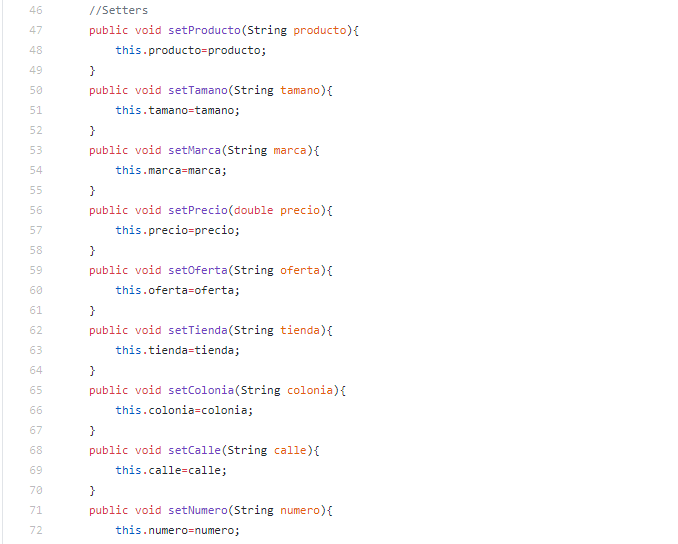 46 //Setters
47 public void setProducto(String producto){
48 this.producto=producto;
49 }
50 public void setTamano(String tamano){
51 this.tamano=tamano;
52 }
53 public void setMarca(String marca){
54 this.marca=marca;
55 }
56 public void setPrecio(double precio){
57 this.precio=precio;
58 }
59 public void setOferta(String oferta){
60 this.oferta=oferta;
61 }
62 public void setTienda(String tienda){
63 this.tienda=tienda;
64 }
65 public void setColonia(String colonia){
66 this.colonia=colonia;
67 }
68 public void setCalle(String calle){
69 this.calle=calle;
70 }
71 public void setNumero(String numero){
72 this.numero=numero;